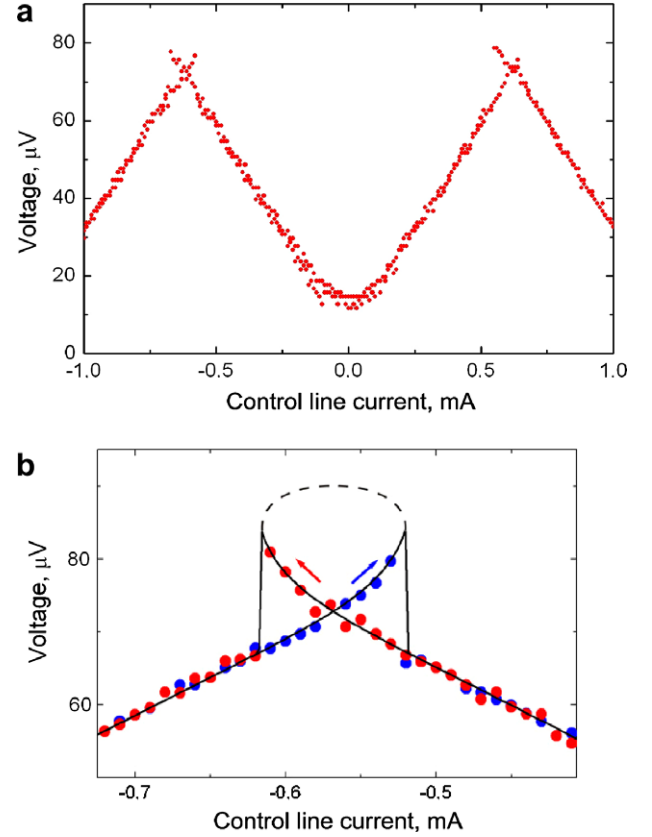 a
80
60
40
20
0
Voltage, μV
-1.0 -0.5 0.0 0.5 1.0
Control line current, mA
b
80
60
Voltage, μV
-0.7 -0.6 -0.5
Control line current, mA